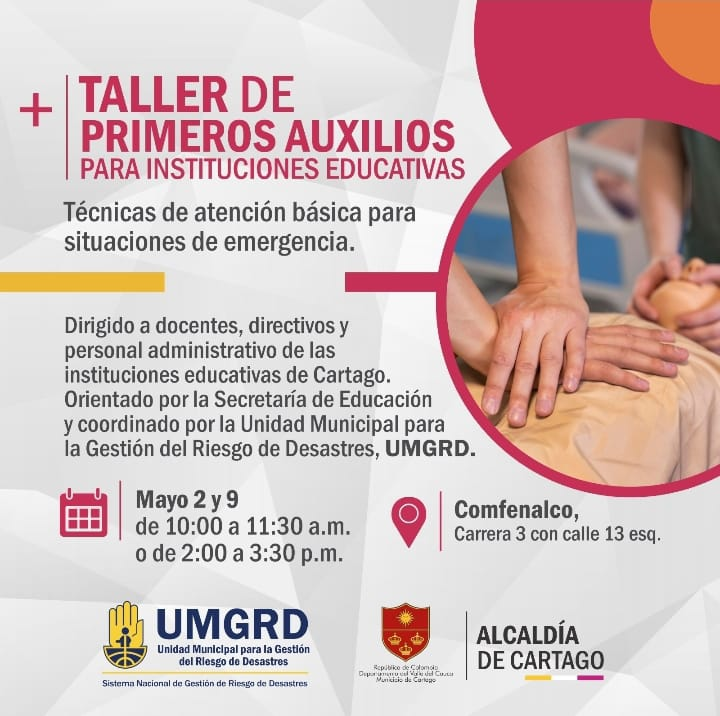 TALLER DE
PRIMEROS AUXILIOS
PARA INSTITUCIONES EDUCATIVAS
Técnicas de atención básica para
situaciones de emergencia.
Dirigido a docentes, directivos y
personal administrativo de las
instituciones educativas de Cartago.
Orientado por la Secretaría de Educación
y coordinado por la Unidad Municipal para
la Gestión del Riesgo de Desastres, UMGRD.
Mayo 2 y 9
de 10:00 a 11:30 a.m.
o de 2:00 a 3:30 p.m.
Comfenalco,
Carrera 3 con calle 13 esq.
UMGRD
Unidad Municipal para la Gestión
del Riesgo de Desastres
Sistema Nacional de Gestión de Riesgo de Desastres
República de Colombia
Departamento del Valle del Cauca
Municipio de Cartago
ALCALDÍA
DE CARTAGO